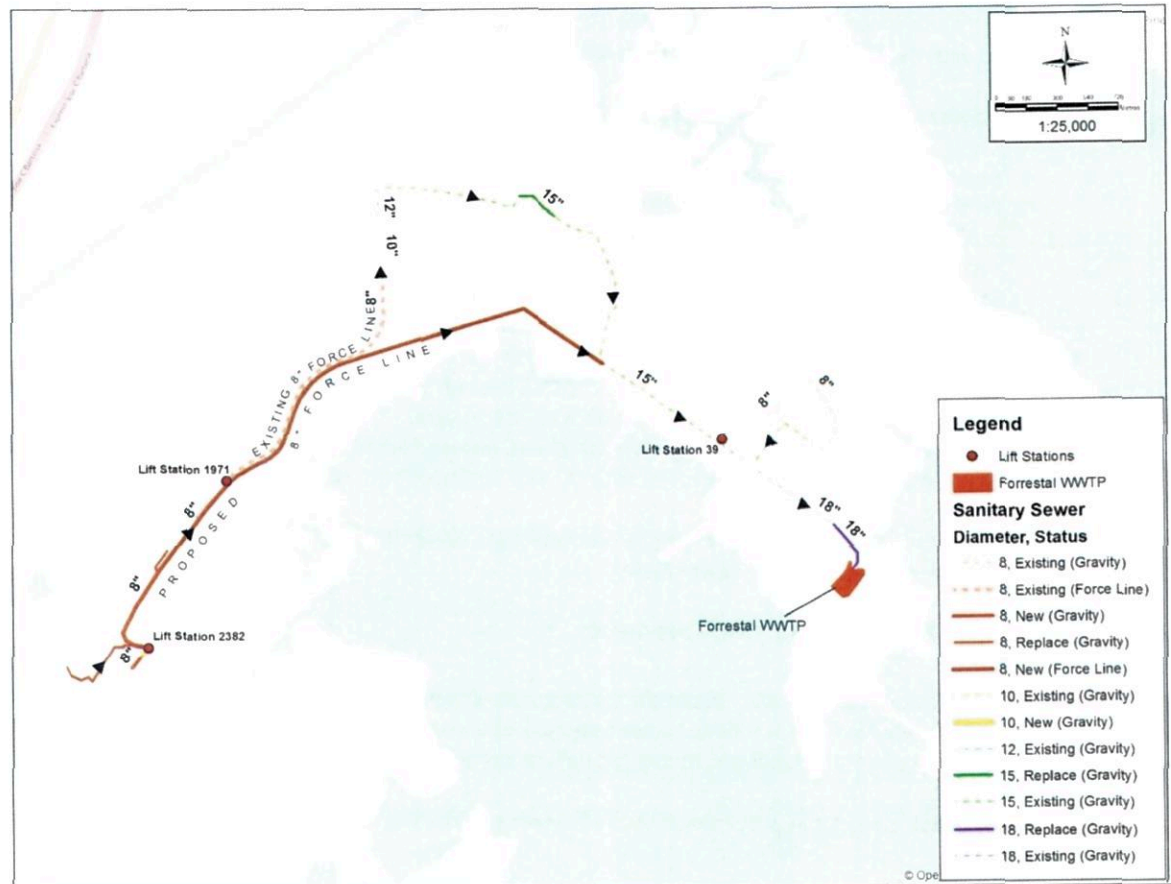 N
1:25,000
12"
10"
8"
15"
EXISTING 8" FORCE LINE
8" FORCE LINE
PROPOSED
15"
8"
8"
Lift Station 39
Lift Station 1971
8"
18"
18"
8"
Forrestal WWTP
Lift Station 2382
8"
Legend
Lift Stations
Forrestal WWTP
Sanitary Sewer
Diameter, Status
8, Existing (Gravity)
8, Existing (Force Line)
8, New (Gravity)
8, Replace (Gravity)
8, New (Force Line)
10, Existing (Gravity)
10, New (Gravity)
12, Existing (Gravity)
15, Replace (Gravity)
15, Existing (Gravity)
18, Replace (Gravity)
18, Existing (Gravity)
© Ope